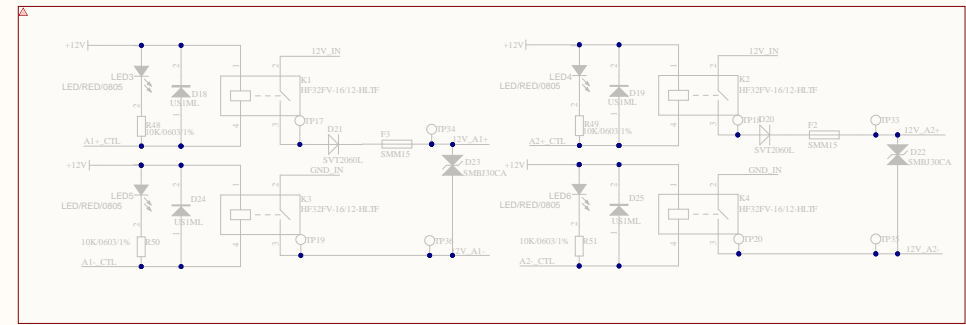 +12V
LED3
LED/RED/0805
D18
US1ML
R48
10K/0603/1%
A1+_CTL
12V_IN
K1
HF32FV-16/12-HLTF
TP17
D21
SVT2060L
F3
SMM15
TP34
12V_A1+
D23
SMBJ30CA
+12V
LED5
LED/RED/0805
D24
US1ML
10K/0603/1%
R50
A1-_CTL
GND_IN
K3
HF32FV-16/12-HLTF
TP19
TP36
12V_A1-
+12V
LED4
LED/RED/0805
D19
US1ML
R49
10K/0603/1%
A2+_CTL
12V_IN
K2
HF32FV-16/12-HLTF
TP18
D20
SVT2060L
F2
SMM15
TP33
12V_A2+
D22
SMBJ30CA
+12V
LED6
LED/RED/0805
D25
US1ML
10K/0603/1%
R51
A2-_CTL
GND_IN
K4
HF32FV-16/12-HLTF
TP20
TP35
12V_A2-